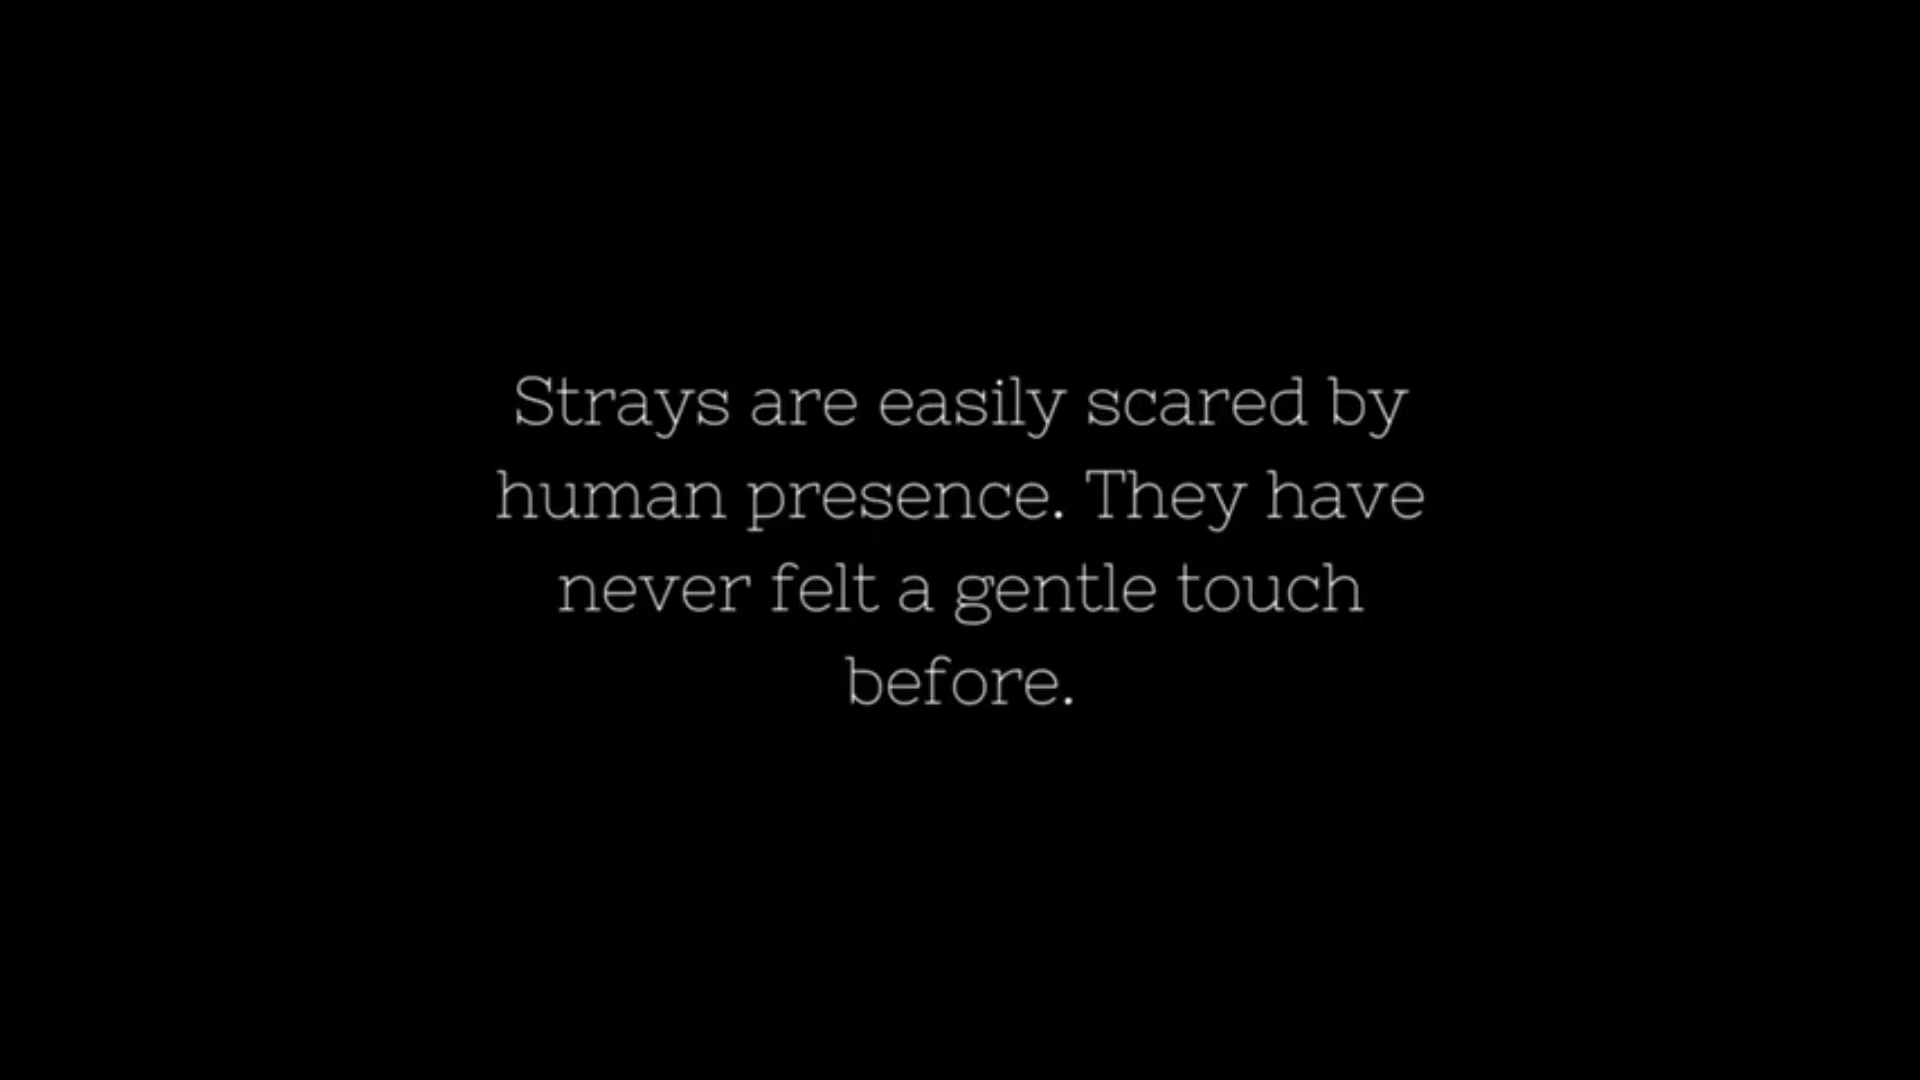 Strays are easily scared by
human presence. They have
never felt a gentle touch
before.